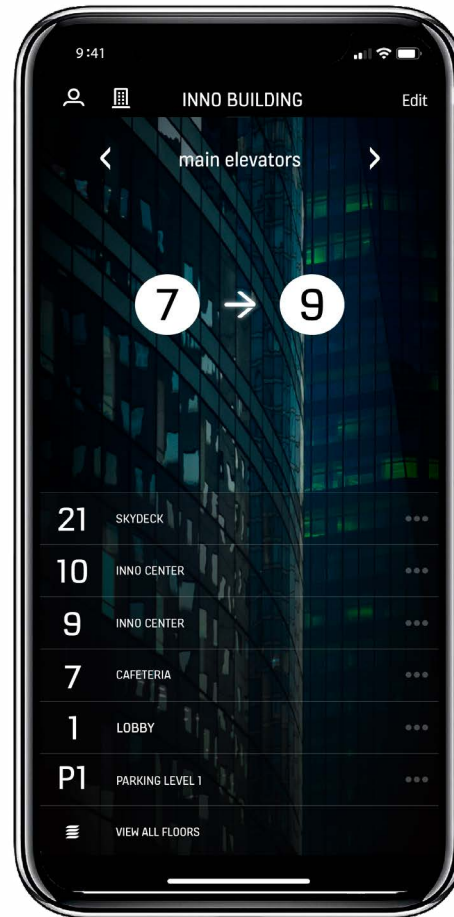 9:41
INNO BUILDING Edit
main elevators
7 → 9
21 SKYDECK
10 INNO CENTER
9 INNO CENTER
7 CAFETERIA
1 LOBBY
P1 PARKING LEVEL 1
VIEW ALL FLOORS